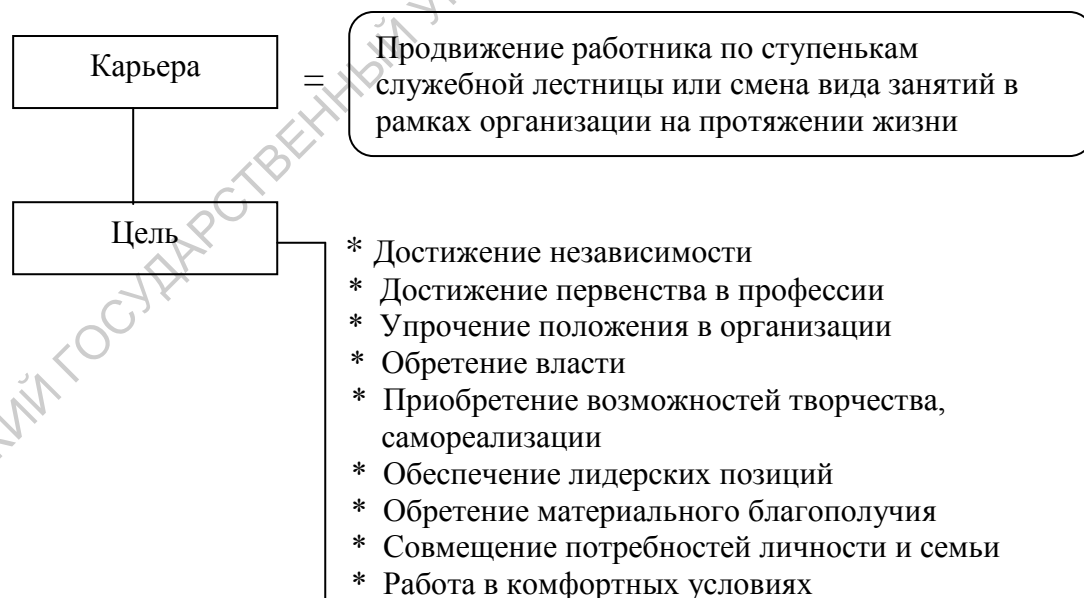 Карьера
=
Продвижение работника по ступенькам
служебной лестницы или смена вида занятий в
рамках организации на протяжении жизни
Цель
* Достижение независимости
* Достижение первенства в профессии
* Упрочение положения в организации
* Обретение власти
* Приобретение возможностей творчества,
самореализации
* Обеспечение лидерских позиций
* Обретение материального благополучия
* Совмещение потребностей личности и семьи
* Работа в комфортных условиях
ГОСУДАРСТВЕННЫЙ